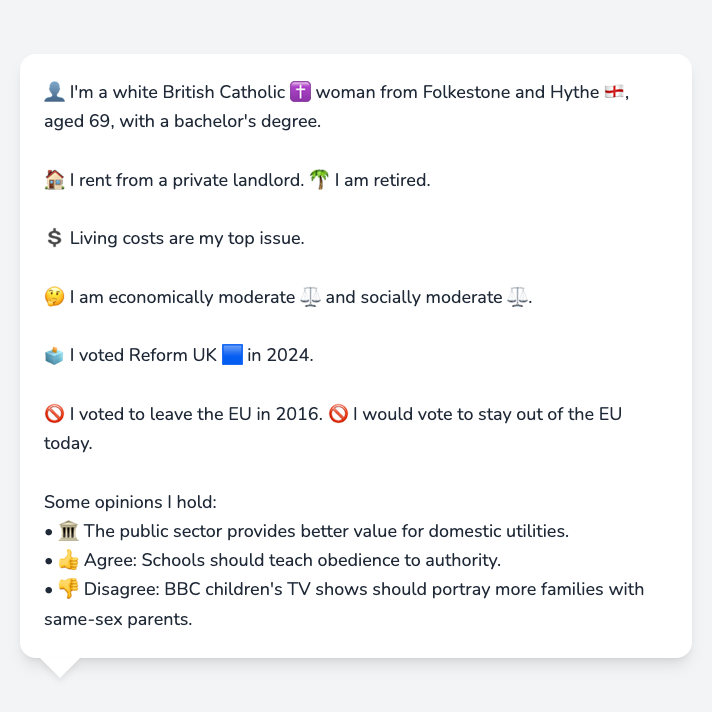 👤 I'm a white British Catholic ✝️ woman from Folkestone and Hythe 🏴󠁧󠁢󠁥󠁮󠁧󠁿,
aged 69, with a bachelor's degree.
🏠 I rent from a private landlord. 🌴 I am retired.
💲 Living costs are my top issue.
🤔 I am economically moderate ⚖️ and socially moderate ⚖️.
🗳️ I voted Reform UK 🟦 in 2024.
🚫 I voted to leave the EU in 2016. 🚫 I would vote to stay out of the EU
today.
Some opinions I hold:
• 🏛️ The public sector provides better value for domestic utilities.
• 👍 Agree: Schools should teach obedience to authority.
• 👎 Disagree: BBC children's TV shows should portray more families with
same-sex parents.